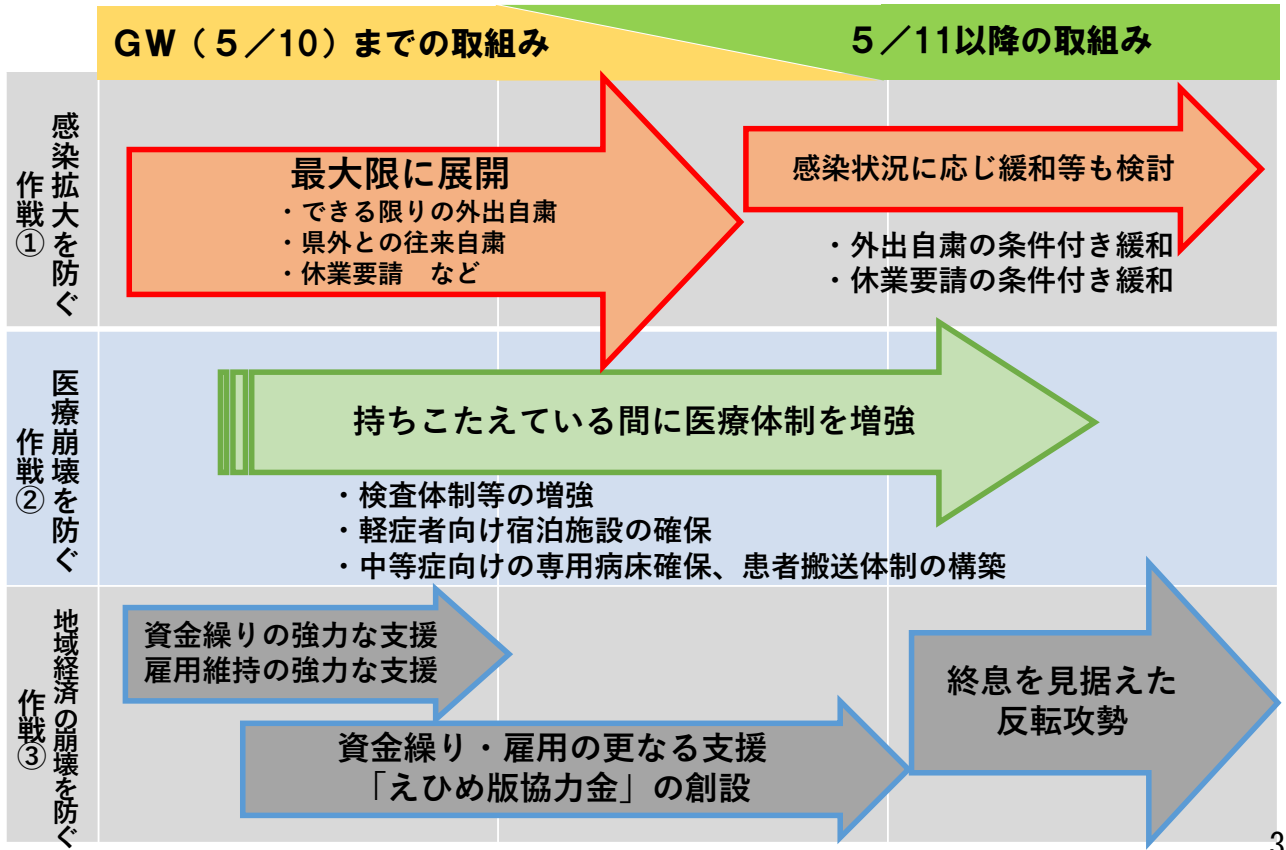 GW(5/10)までの取組み
5/11以降の取組み
作戦①
感染拡大を防ぐ
最大限に展開
・できる限りの外出自粛
・県外との往来自粛
・休業要請　など
感染状況に応じ緩和等も検討
・外出自粛の条件付き緩和
・休業要請の条件付き緩和
作戦②
医療崩壊を防ぐ
持ちこたえている間に医療体制を増強
・検査体制等の増強
・軽症者向け宿泊施設の確保
・中等症向けの専用病床確保、患者搬送体制の構築
作戦③
地域経済の崩壊を防ぐ
資金繰りの強力な支援
雇用維持の強力な支援
資金繰り・雇用の更なる支援
「えひめ版協力金」の創設
終息を見据えた
反転攻勢
3